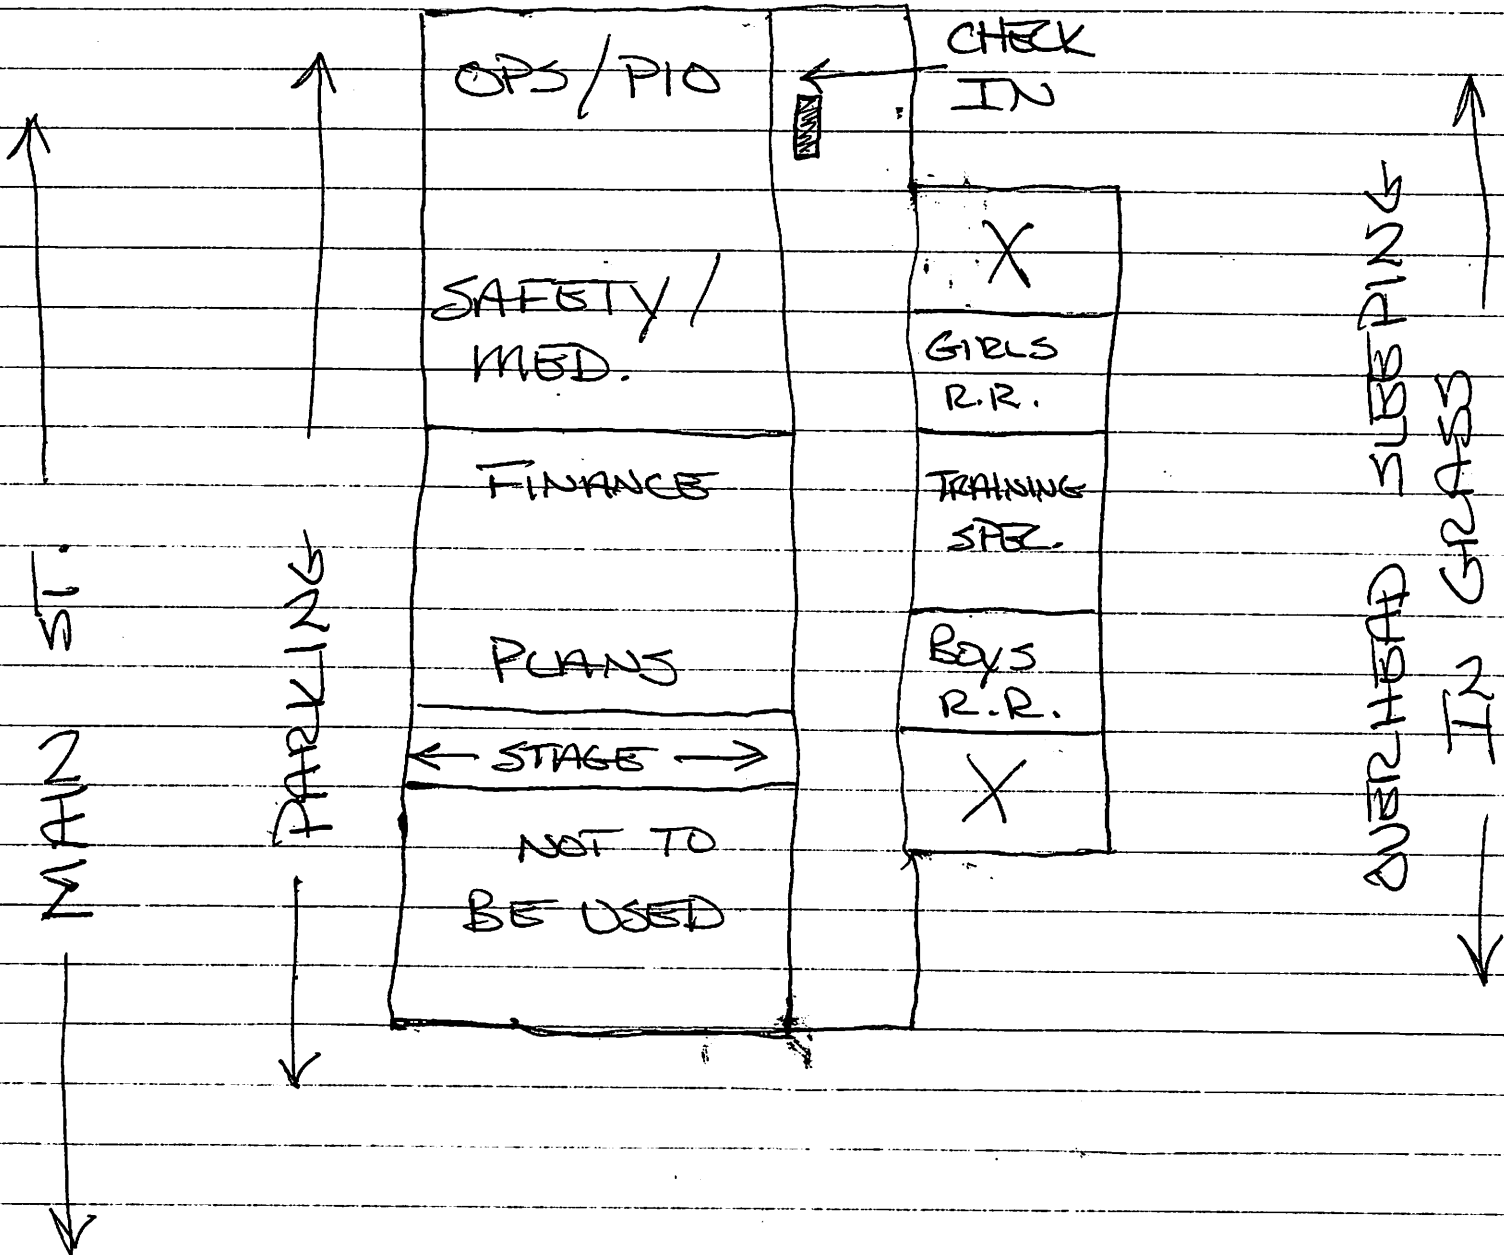 OPS/PIO
CHECK
IN
SAFETY/
MED.
X
GIRLS
R.R.
FINANCE
TRAINING
SPEC.
PLANS
BOYS
R.R.
STAGE
X
NOT TO
BE USED
MAIN ST.
PARKING
OVERHEAD SLEEPING
IN GRASS